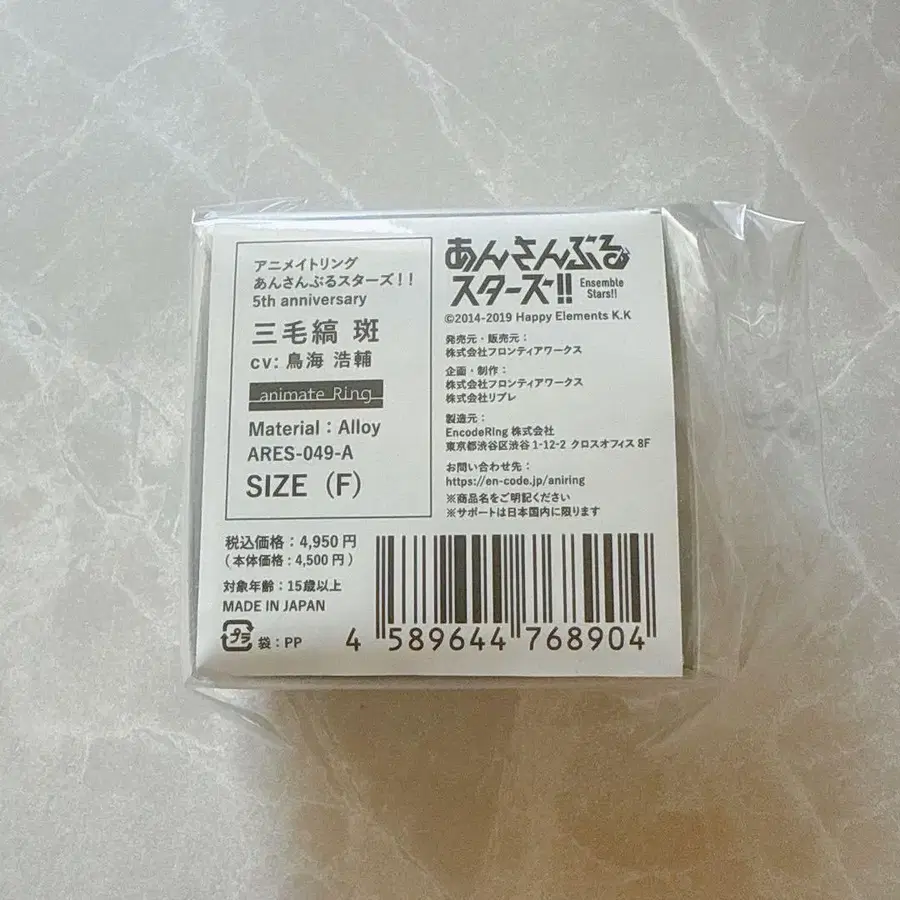 アニメイトリング
あんさんぶるスターズ！！
5th anniversary
三毛縞 斑
cv: 鳥海 浩輔
animate Ring
Material：Alloy
ARES-049-A
SIZE（F）
税込価格：4,950円
（本体価格：4,500円）
対象年齢：15歳以上
MADE IN JAPAN
プラ
袋：PP
あんさんぶる
スターズ!!
Ensemble
Stars!!
©2014-2019 Happy Elements K.K
発売元・販売元：
株式会社フロンティアワークス
企画・制作：
株式会社フロンティアワークス
株式会社リブレ
製造元：
EncodeRing 株式会社
東京都渋谷区渋谷 1-12-2 クロスオフィス 8F
お問い合わせ先：
https://en-code.jp/aniring
※商品名をご明記ください
※サポートは日本国内に限ります
4 589644 768904